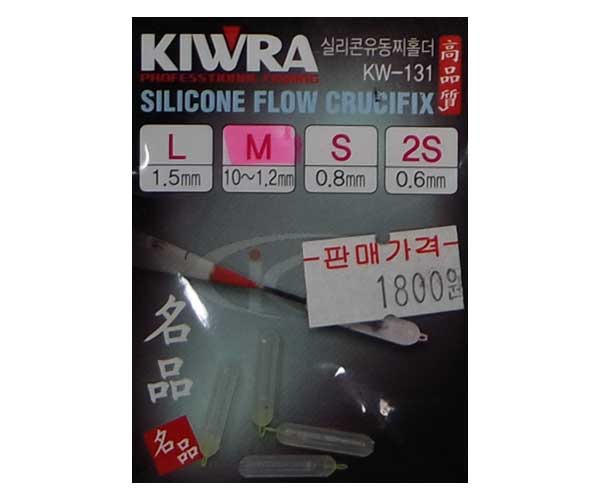 KIWRA
실리콘유동찌홀더
PROFESSTIONAL FISHING
KW-131
SILICONE FLOW CRUCIFIX
高品質
L
M
S
2S
1.5mm
10~1.2mm
0.8mm
0.6mm
판매가격
1800원
名品
名品